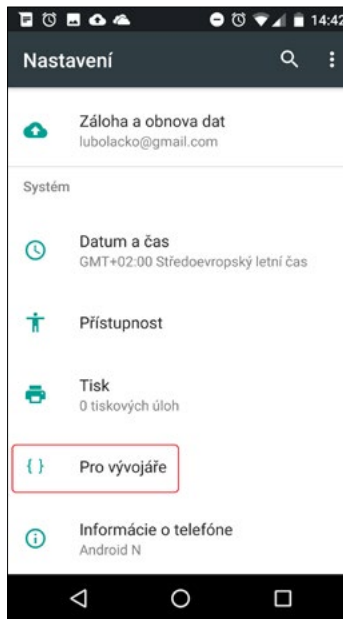 14:42
Nastavení
Záloha a obnova dat
lubolacko@gmail.com
Systém
Datum a čas
GMT+02:00 Středoevropský letní čas
Přístupnost
Tisk
0 tiskových úloh
{ } Pro vývojáře
Informácie o telefóne
Android N